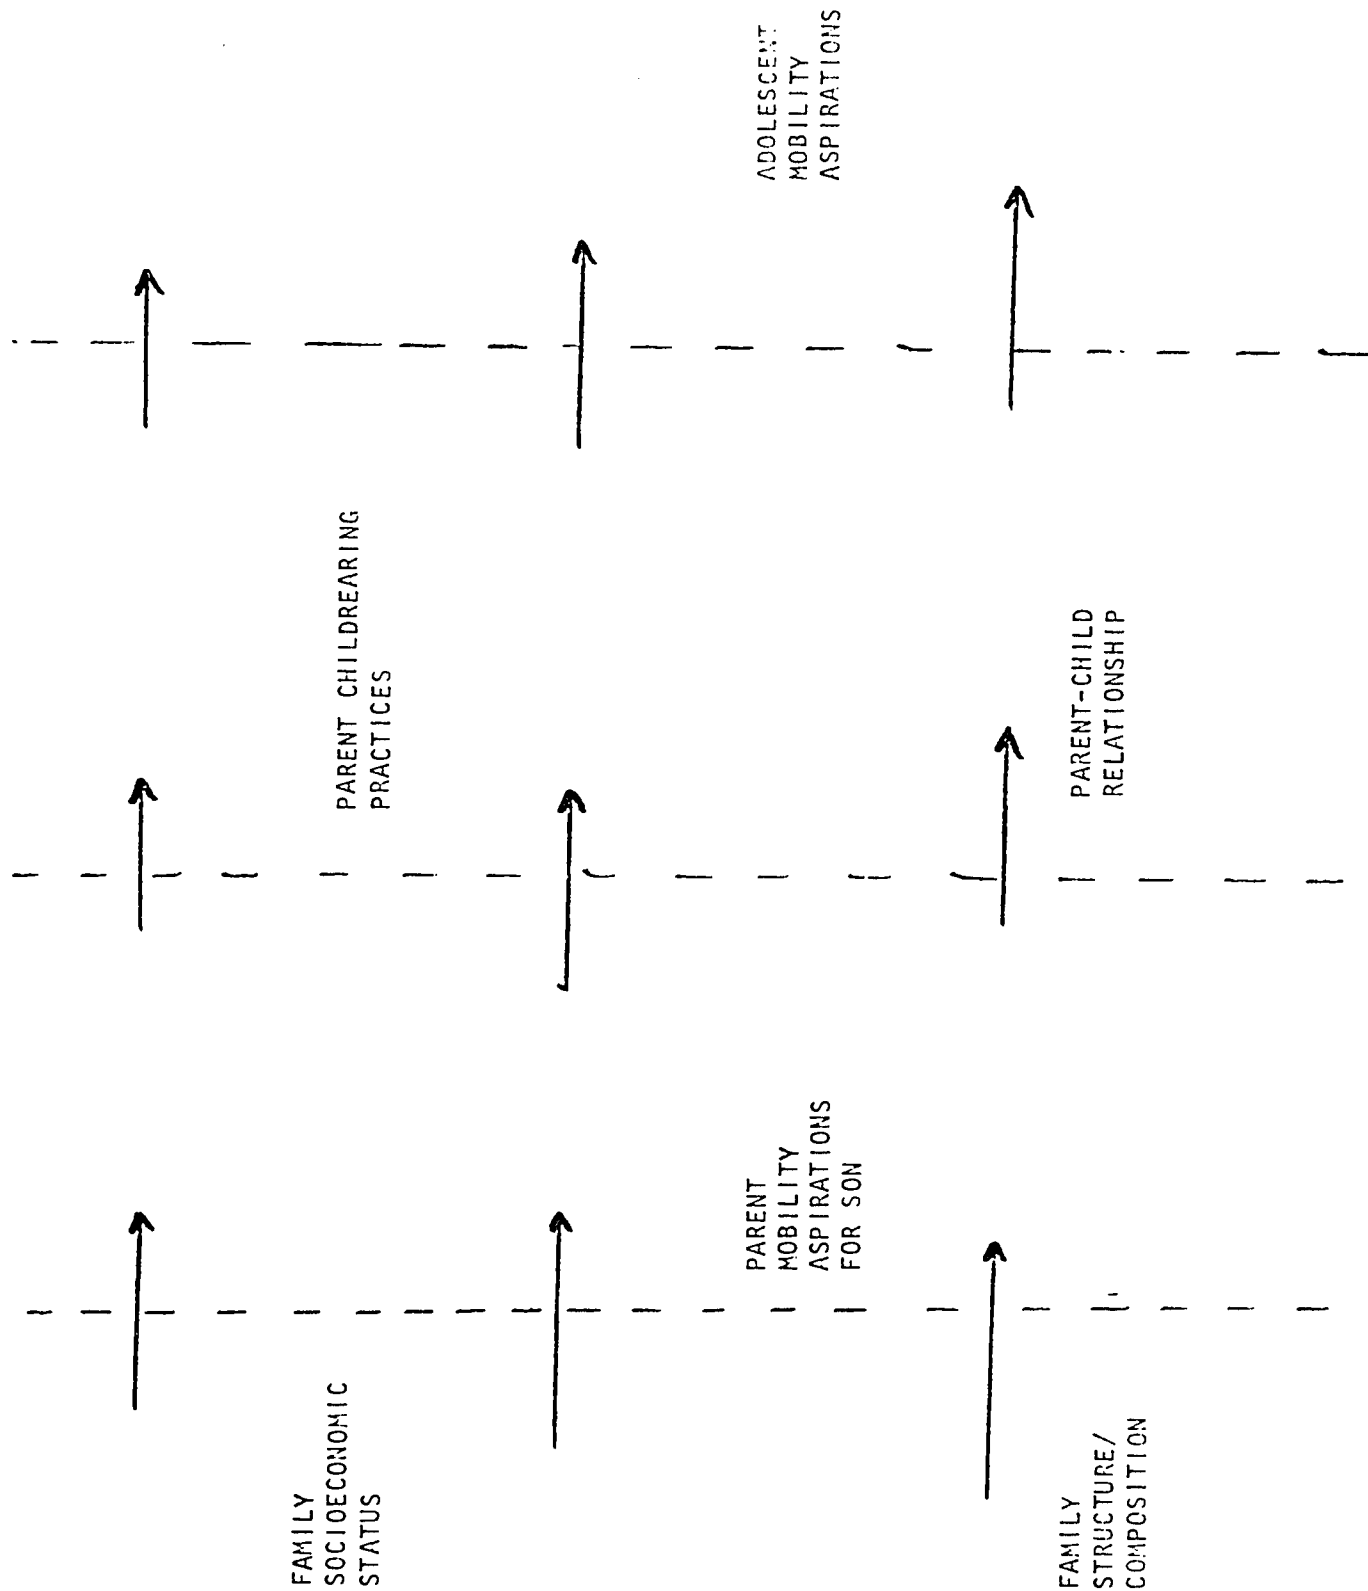 FAMILY
SOCIOECONOMIC
STATUS
FAMILY
STRUCTURE/
COMPOSITION
PARENT
MOBILITY
ASPIRATIONS
FOR SON
PARENT CHILDREARING
PRACTICES
PARENT-CHILD
RELATIONSHIP
ADOLESCENT
MOBILITY
ASPIRATIONS